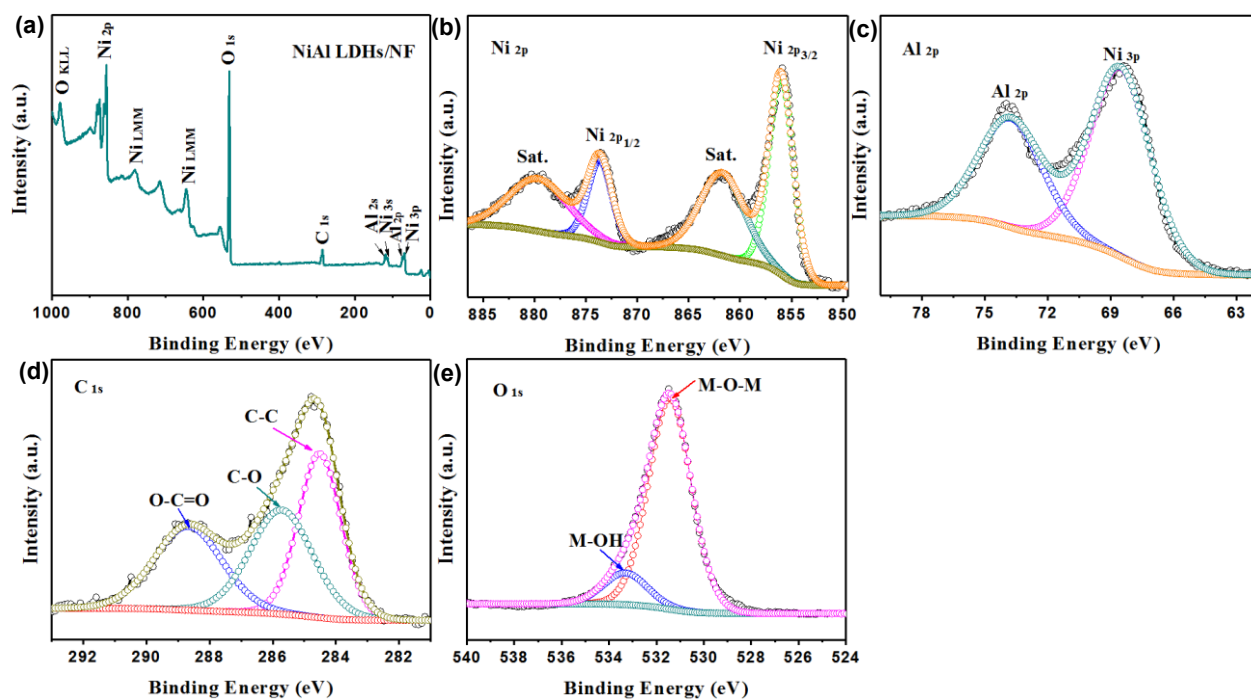 (a)
NiAl LDHs/NF
O KLL
Ni 2p
Ni LMM
Ni LMM
O 1s
C 1s
Al 2s
Ni 3s
Al 2p
Ni 3p
Intensity (a.u.)
1000 800 600 400 200 0
Binding Energy (eV)
(b)
Ni 2p
Ni 2p3/2
Ni 2p1/2
Sat.
Sat.
Intensity (a.u.)
885 880 875 870 865 860 855 850
Binding Energy (eV)
(c)
Al 2p
Ni 3p
Al 2p
Intensity (a.u.)
78 75 72 69 66 63
Binding Energy (eV)
(d)
C 1s
C-C
C-O
O-C=O
Intensity (a.u.)
292 290 288 286 284 282
Binding Energy (eV)
(e)
O 1s
M-O-M
M-OH
Intensity (a.u.)
540 538 536 534 532 530 528 526 524
Binding Energy (eV)